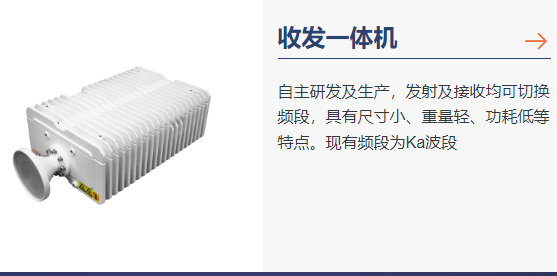 收发一体机
自主研发及生产，发射及接收均可切换
频段，具有尺寸小、重量轻、功耗低等
特点。现有频段为Ka波段